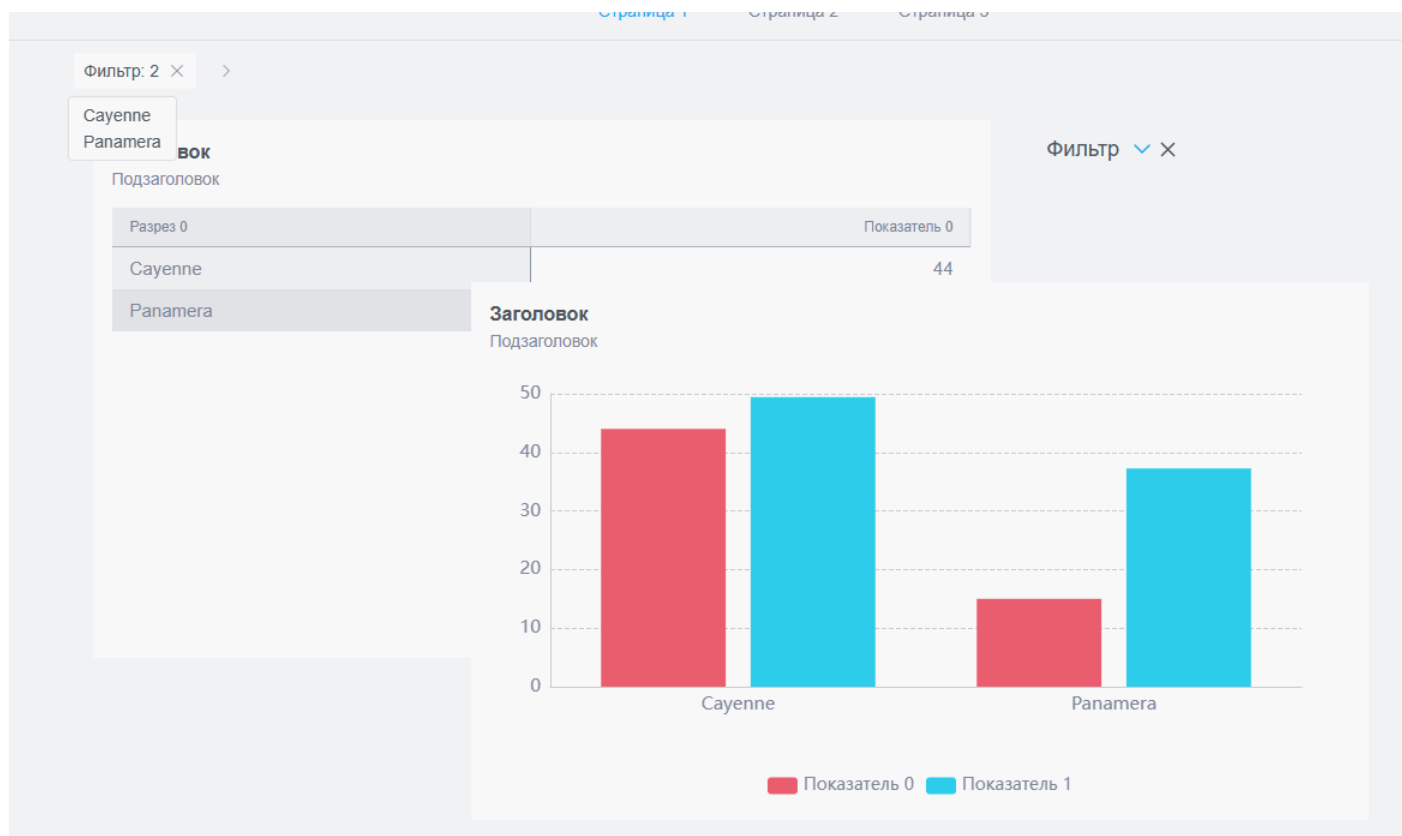 Страница 1 Страница 2 Страница 3
Фильтр: 2
Cayenne
Panamera
вок
Подзаголовок
Фильтр
Разрез 0 Показатель 0
Cayenne 44
Panamera
Заголовок
Подзаголовок
50
40
30
20
10
0
Cayenne Panamera
Показатель 0 Показатель 1